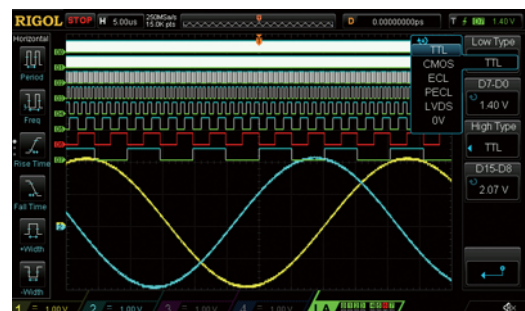 RIGOL STOP H 5.00us 250MSa/s 15.0K pts D 0.00000000ps T 1.40 V
Horizontal
Period
Freq
Rise Time
Fall Time
+Width
-Width
TTL
CMOS
ECL
PECL
LVDS
0V
Low Type
TTL
D7-D0
1.40 V
High Type
TTL
D15-D8
2.07 V
1 = 1.00 V 2 = 1.00 V 3 = 1.00 V 4 = 1.00 V LA